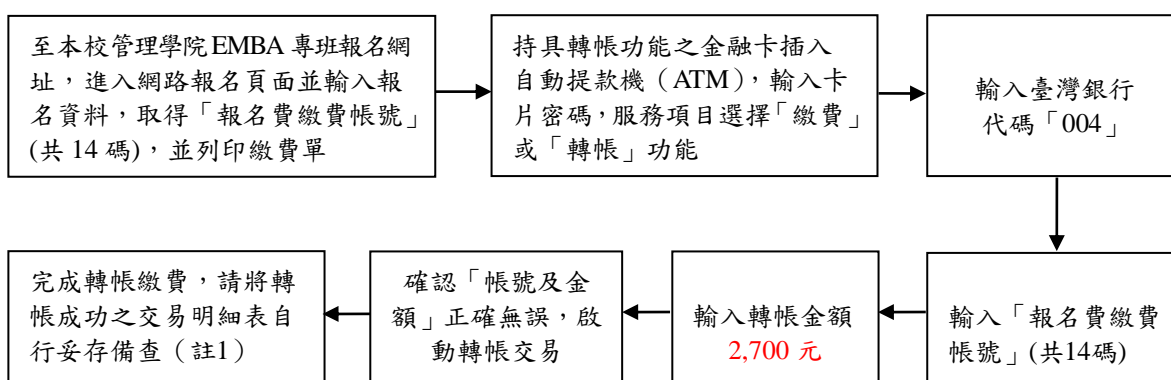 至本校管理學院EMBA 專班報名網
址，進入網路報名頁面並輸入報
名資料，取得「報名費繳費帳號」
(共 14 碼)，並列印繳費單
持具轉帳功能之金融卡插入
自動提款機（ATM），輸入卡
片密碼，服務項目選擇「繳費」
或「轉帳」功能
輸入臺灣銀行
代碼「004」
輸入「報名費繳費
帳號」(共14碼)
輸入轉帳金額
2,700 元
確認「帳號及金
額」正確無誤，啟
動轉帳交易
完成轉帳繳費，請將轉
帳成功之交易明細表自
行妥存備查（註1）